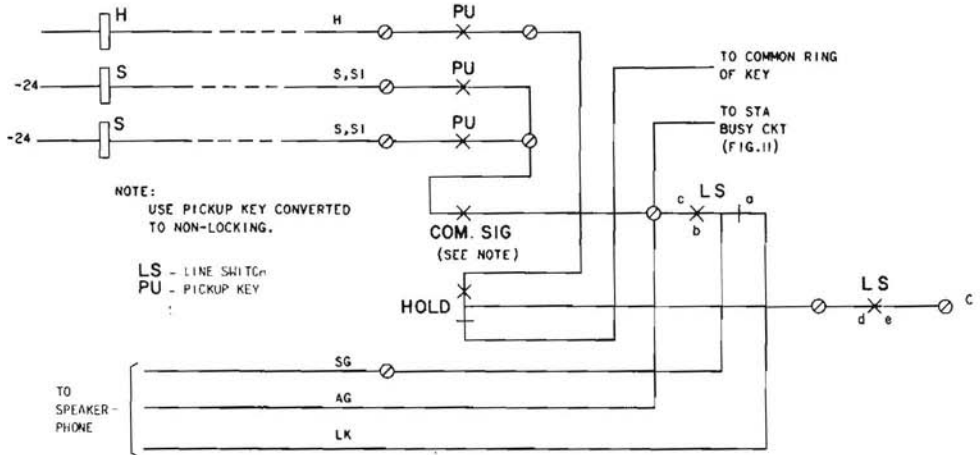 H H PU
-24 S S,S1 PU
-24 S S,S1 PU
TO COMMON RING
OF KEY
TO STA
BUSY CKT
(FIG.11)
NOTE:
USE PICKUP KEY CONVERTED
TO NON-LOCKING.
LS - LINE SWITCH
PU - PICKUP KEY
COM. SIG
(SEE NOTE)
c LS a
b
HOLD
LS
d e C
TO
SPEAKER-
PHONE
SG
AG
LK